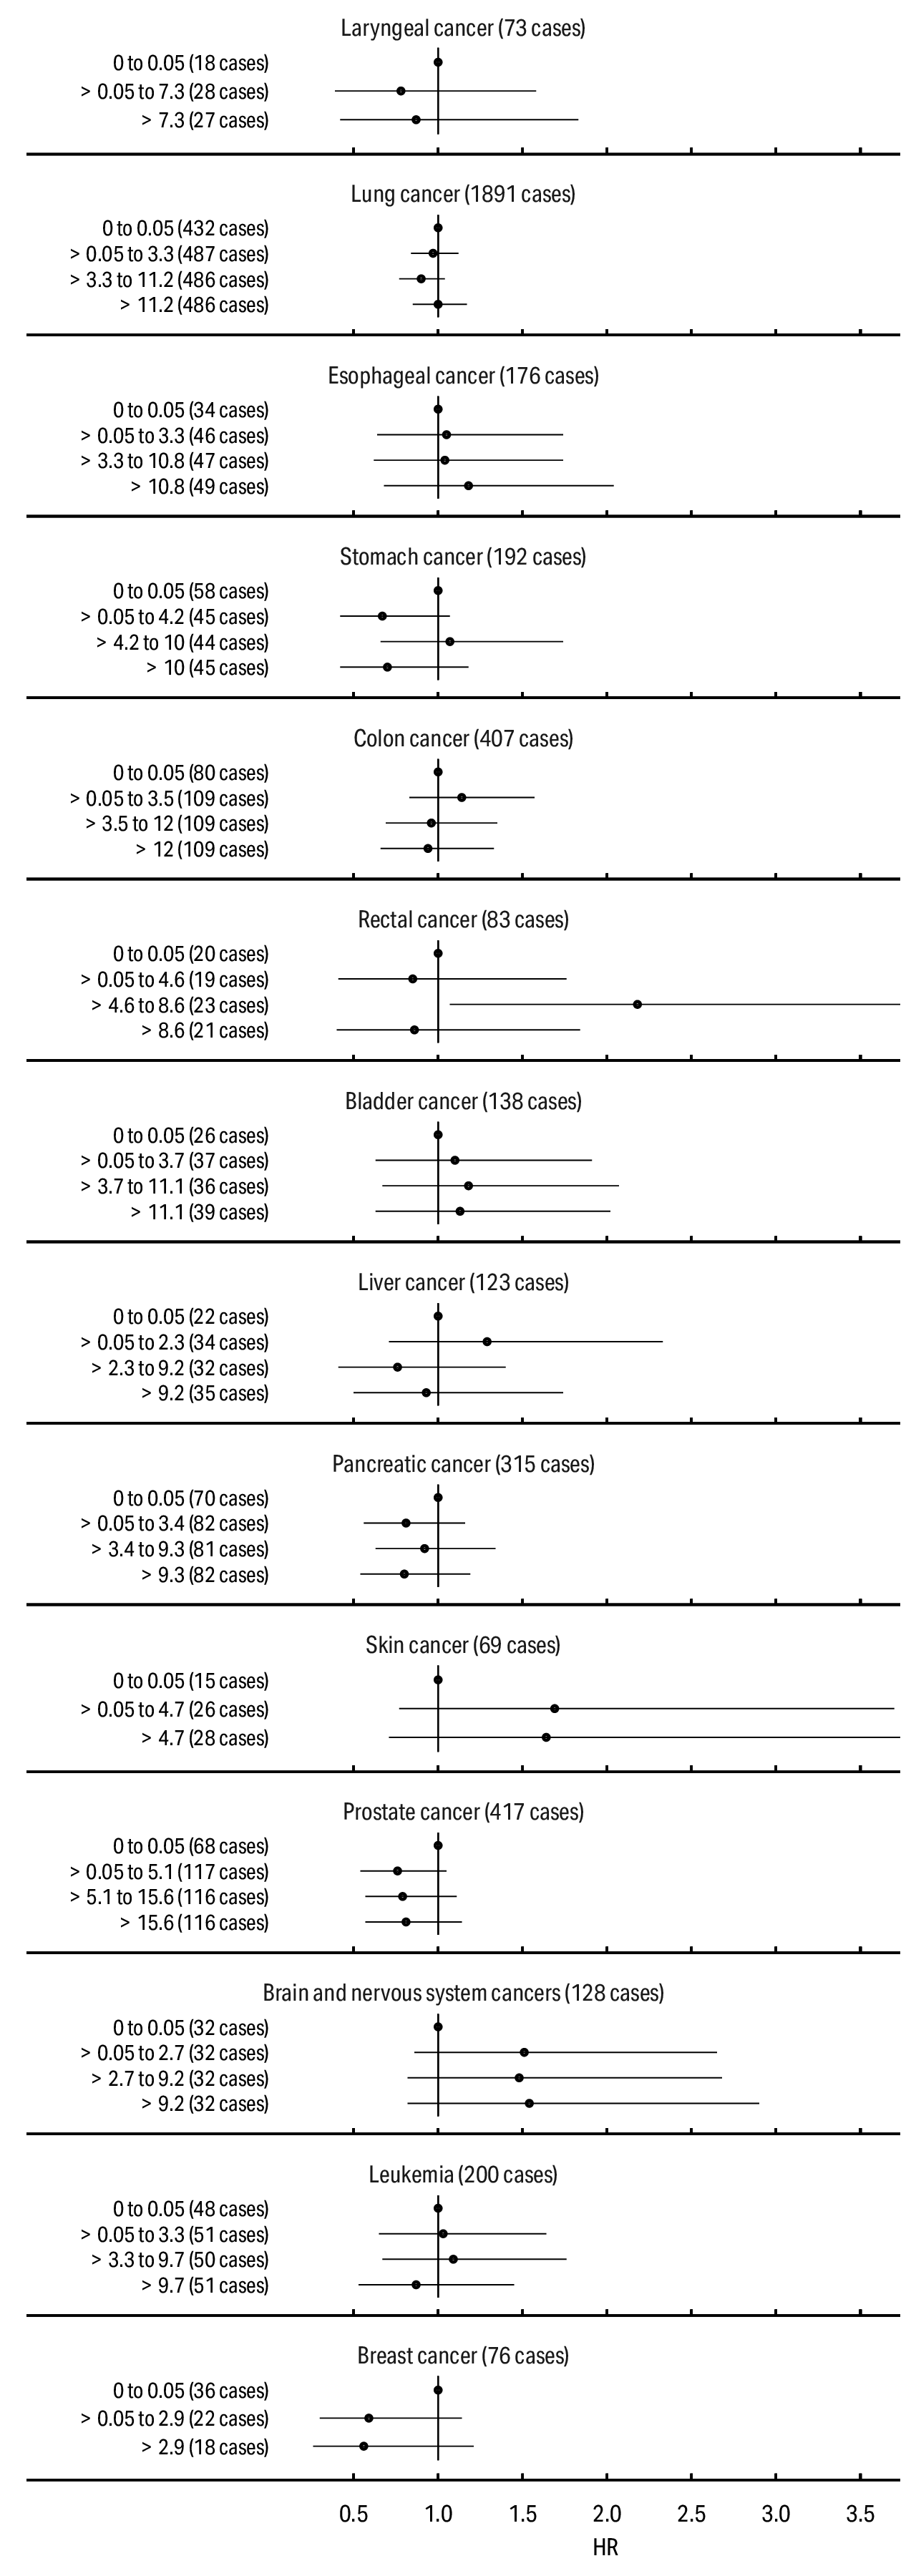 Laryngeal cancer (73 cases)
0 to 0.05 (18 cases)
> 0.05 to 7.3 (28 cases)
> 7.3 (27 cases)
Lung cancer (1891 cases)
0 to 0.05 (432 cases)
> 0.05 to 3.3 (487 cases)
> 3.3 to 11.2 (486 cases)
> 11.2 (486 cases)
Esophageal cancer (176 cases)
0 to 0.05 (34 cases)
> 0.05 to 3.3 (46 cases)
> 3.3 to 10.8 (47 cases)
> 10.8 (49 cases)
Stomach cancer (192 cases)
0 to 0.05 (58 cases)
> 0.05 to 4.2 (45 cases)
> 4.2 to 10 (44 cases)
> 10 (45 cases)
Colon cancer (407 cases)
0 to 0.05 (80 cases)
> 0.05 to 3.5 (109 cases)
> 3.5 to 12 (109 cases)
> 12 (109 cases)
Rectal cancer (83 cases)
0 to 0.05 (20 cases)
> 0.05 to 4.6 (19 cases)
> 4.6 to 8.6 (23 cases)
> 8.6 (21 cases)
Bladder cancer (138 cases)
0 to 0.05 (26 cases)
> 0.05 to 3.7 (37 cases)
> 3.7 to 11.1 (36 cases)
> 11.1 (39 cases)
Liver cancer (123 cases)
0 to 0.05 (22 cases)
> 0.05 to 2.3 (34 cases)
> 2.3 to 9.2 (32 cases)
> 9.2 (35 cases)
Pancreatic cancer (315 cases)
0 to 0.05 (70 cases)
> 0.05 to 3.4 (82 cases)
> 3.4 to 9.3 (81 cases)
> 9.3 (82 cases)
Skin cancer (69 cases)
0 to 0.05 (15 cases)
> 0.05 to 4.7 (26 cases)
> 4.7 (28 cases)
Prostate cancer (417 cases)
0 to 0.05 (68 cases)
> 0.05 to 5.1 (117 cases)
> 5.1 to 15.6 (116 cases)
> 15.6 (116 cases)
Brain and nervous system cancers (128 cases)
0 to 0.05 (32 cases)
> 0.05 to 2.7 (32 cases)
> 2.7 to 9.2 (32 cases)
> 9.2 (32 cases)
Leukemia (200 cases)
0 to 0.05 (48 cases)
> 0.05 to 3.3 (51 cases)
> 3.3 to 9.7 (50 cases)
> 9.7 (51 cases)
Breast cancer (76 cases)
0 to 0.05 (36 cases)
> 0.05 to 2.9 (22 cases)
> 2.9 (18 cases)
0.5 1.0 1.5 2.0 2.5 3.0 3.5
HR